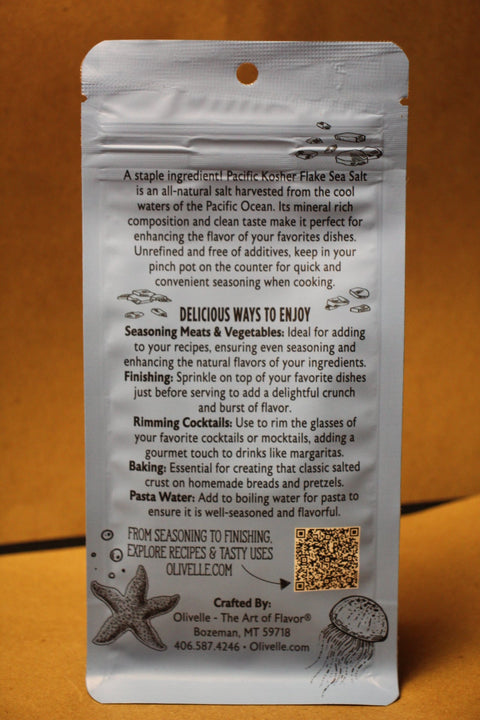 A staple ingredient! Pacific Kosher Flake Sea Salt
is an all-natural salt harvested from the cool
waters of the Pacific Ocean. Its mineral rich
composition and clean taste make it perfect for
enhancing the flavor of your favorites dishes.
Unrefined and free of additives, keep in your
pinch pot on the counter for quick and
convenient seasoning when cooking.
DELICIOUS WAYS TO ENJOY
Seasoning Meats & Vegetables: Ideal for adding
to your recipes, ensuring even seasoning and
enhancing the natural flavors of your ingredients.
Finishing: Sprinkle on top of your favorite dishes
just before serving to add a delightful crunch
and burst of flavor.
Rimming Cocktails: Use to rim the glasses of
your favorite cocktails or mocktails, adding a
gourmet touch to drinks like margaritas.
Baking: Essential for creating that classic salted
crust on homemade breads and pretzels.
Pasta Water: Add to boiling water for pasta to
ensure it is well-seasoned and flavorful.
FROM SEASONING TO FINISHING,
EXPLORE RECIPES & TASTY USES
OLIVELLE.COM
Crafted By:
Olivelle - The Art of Flavor®
Bozeman, MT 59718
406.587.4246 • Olivelle.com